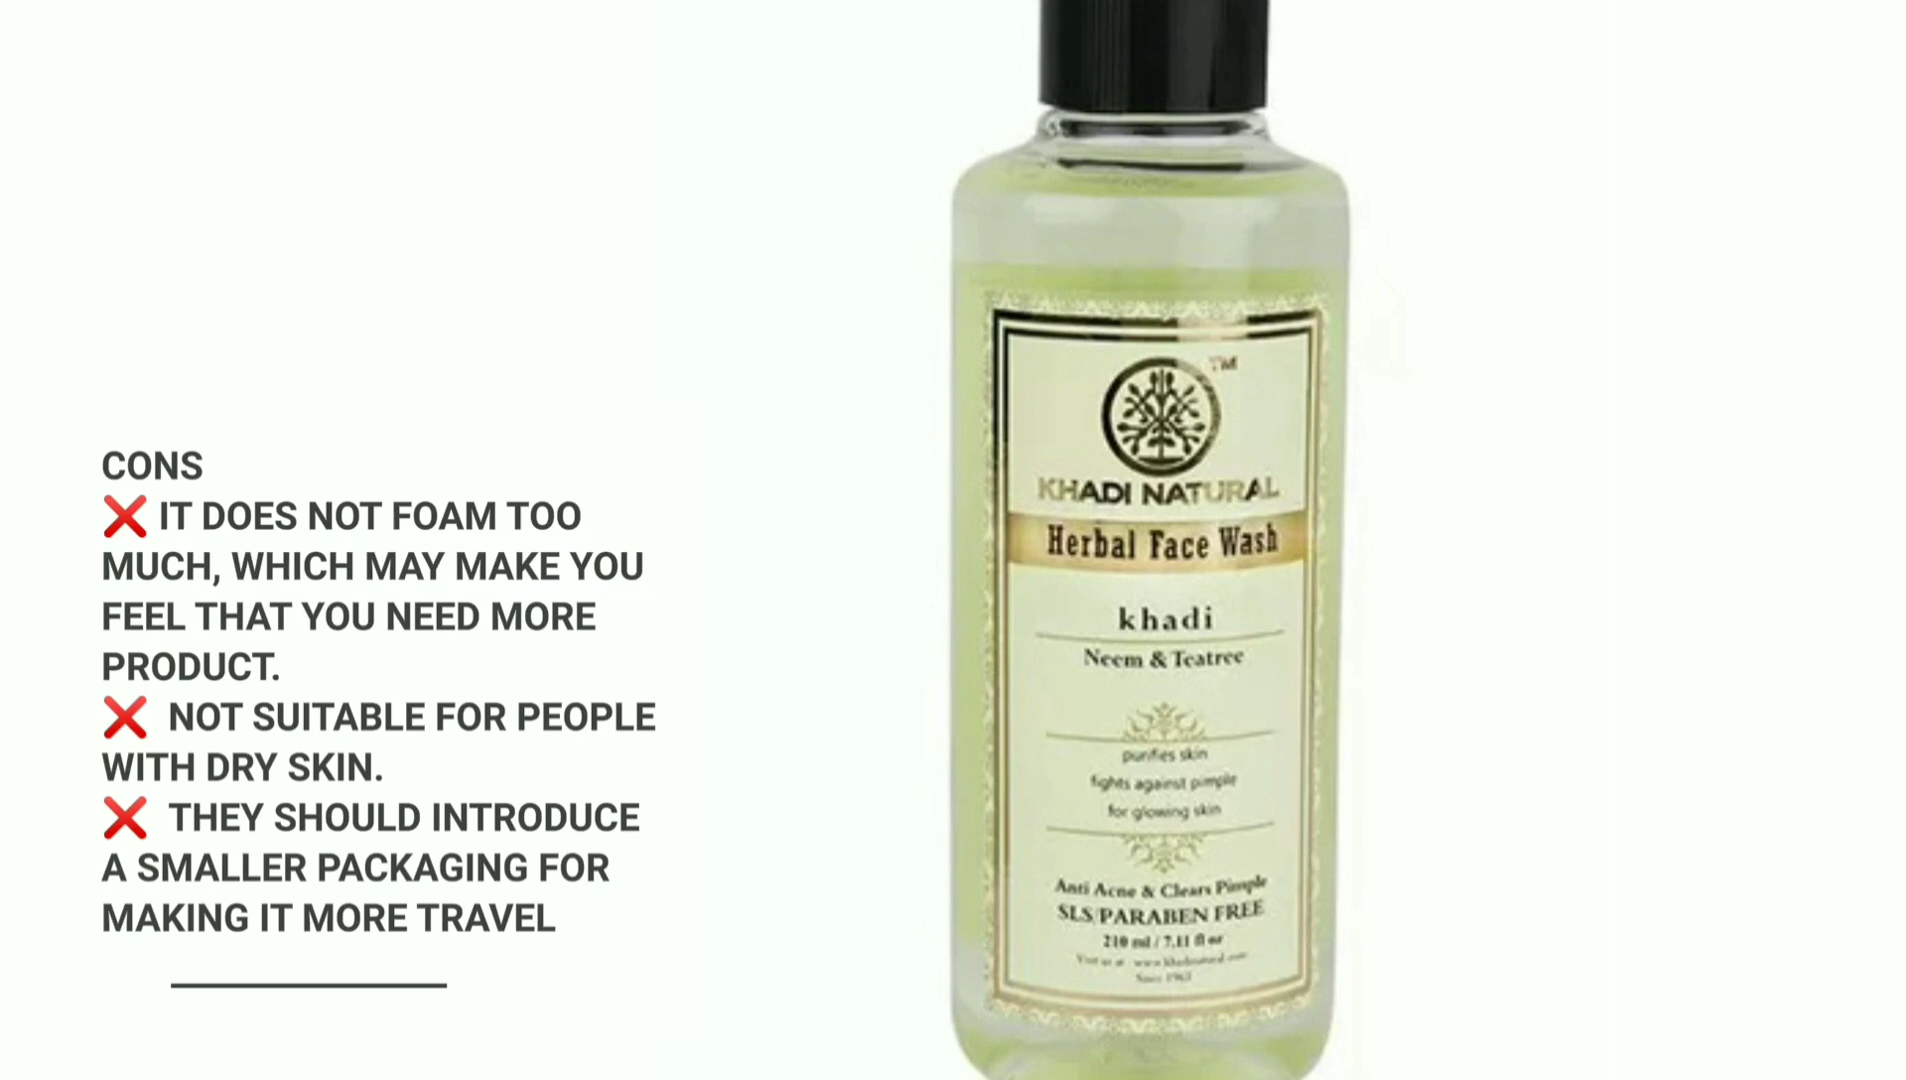 CONS
❌ IT DOES NOT FOAM TOO
MUCH, WHICH MAY MAKE YOU
FEEL THAT YOU NEED MORE
PRODUCT.
❌ NOT SUITABLE FOR PEOPLE
WITH DRY SKIN.
❌ THEY SHOULD INTRODUCE
A SMALLER PACKAGING FOR
MAKING IT MORE TRAVEL
TM
KHADI NATURAL
Herbal Face Wash
khadi
Neem & Teatree
purifies skin
fights against pimple
for glowing skin
Anti Acne & Clears Pimple
SLS/PARABEN FREE
210 ml / 7.11 fl oz